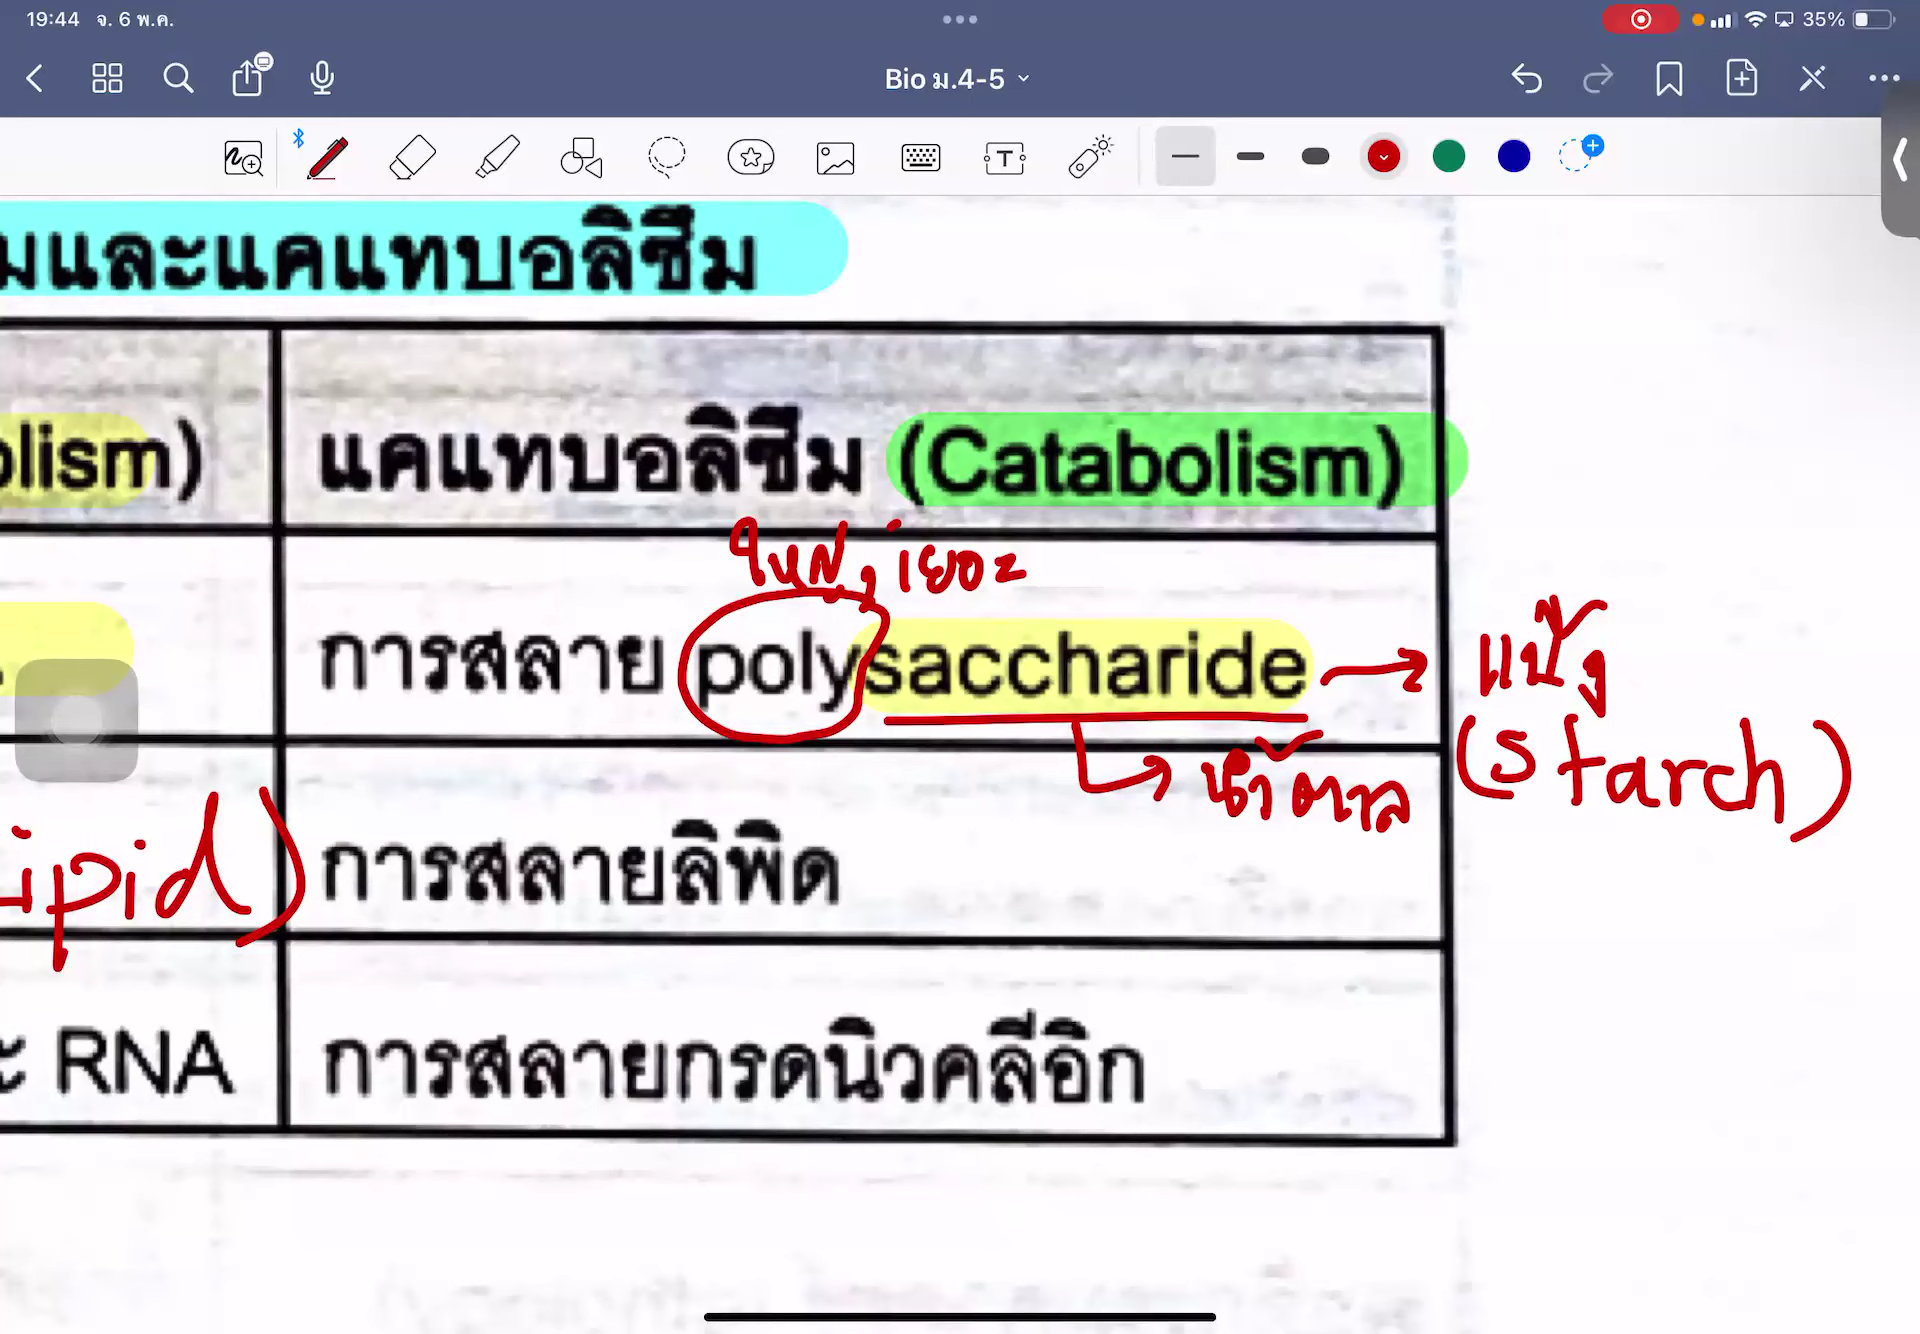 19:44 จ. 6 พ.ค.
35%
Bio ม.4-5
มและแคแทบอลิซึม
olism)
แคแทบอลิซึม (Catabolism)
ใหญ่, เยอะ
การสลาย polysaccharide → แป้ง
(starch)
น้ำตาล
ipid)
การสลายลิพิด
ะ RNA
การสลายกรดนิวคลีอิก